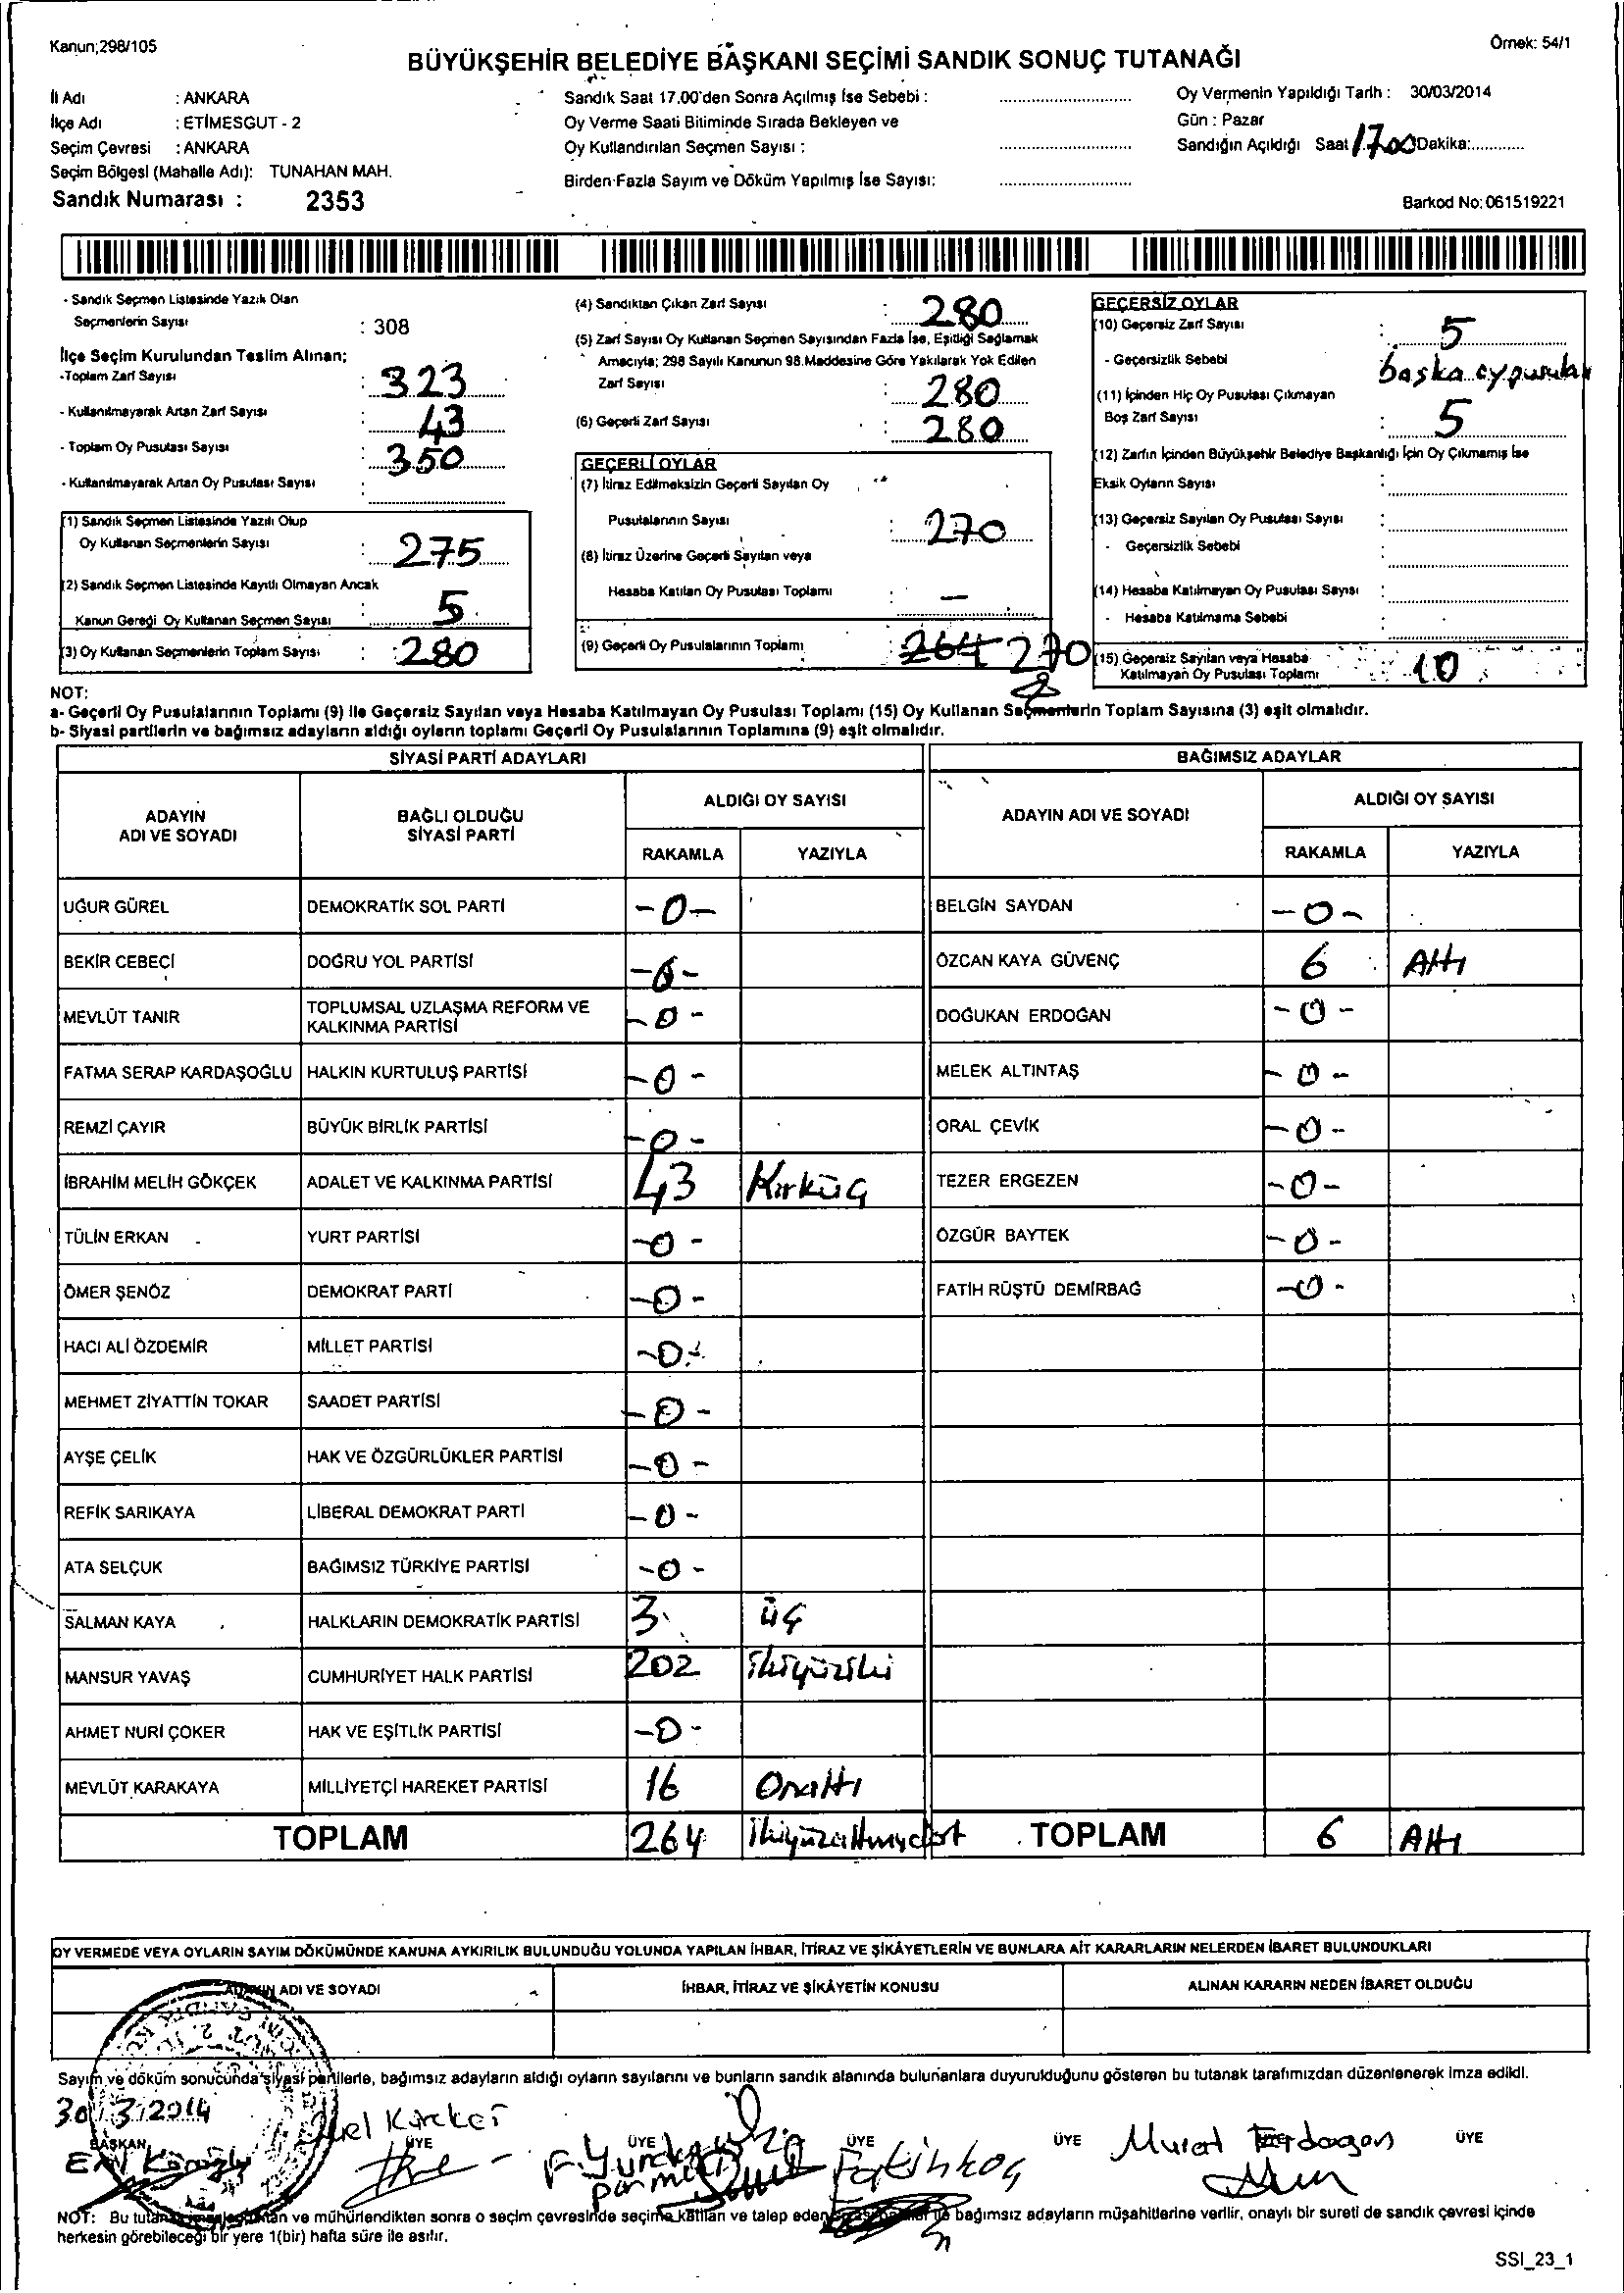 Kanun;298/105
Örnek: 54/1
BÜYÜKŞEHİR BELEDİYE BAŞKANI SEÇİMİ SANDIK SONUÇ TUTANAĞI
İl Adı : ANKARA
İlçe Adı : ETİMESGUT - 2
Seçim Çevresi : ANKARA
Seçim Bölgesi (Mahalle Adı): TUNAHAN MAH.
Sandık Numarası : 2353
Sandık Saat 17.00'den Sonra Açılmış İse Sebebi :
Oy Verme Saati Bitiminde Sırada Bekleyen ve
Oy Kullandırılan Seçmen Sayısı :
Birden Fazla Sayım ve Döküm Yapılmış İse Sayısı:
Oy Vermenin Yapıldığı Tarih : 30/03/2014
Gün : Pazar
Sandığın Açıldığı Saat 17.00 Dakika:
Barkod No: 061519221
- Sandık Seçmen Listesinde Yazılı Olan
Seçmenlerin Sayısı : 308
İlçe Seçim Kurulundan Teslim Alınan;
-Toplam Zarf Sayısı : 323
- Kullanılmayarak Artan Zarf Sayısı : 43
- Toplam Oy Pusulası Sayısı : 350
- Kullanılmayarak Artan Oy Pusulası Sayısı :
(1) Sandık Seçmen Listesinde Yazılı Olup
Oy Kullanan Seçmenlerin Sayısı : 275
(2) Sandık Seçmen Listesinde Kayıtlı Olmayan Ancak
Kanun Gereği Oy Kullanan Seçmen Sayısı : 5
(3) Oy Kullanan Seçmenlerin Toplam Sayısı : 280
(4) Sandıktan Çıkan Zarf Sayısı : 280
(5) Zarf Sayısı Oy Kullanan Seçmen Sayısından Fazla İse, Eşitliği Sağlamak
Amacıyla; 298 Sayılı Kanunun 98.Maddesine Göre Yakılarak Yok Edilen
Zarf Sayısı : 280
(6) Geçerli Zarf Sayısı : 280
GEÇERLİ OYLAR
(7) İtiraz Edilmeksizin Geçerli Sayılan Oy
Pusulalarının Sayısı : 270
(8) İtiraz Üzerine Geçerli Sayılan veya
Hesaba Katılan Oy Pusulası Toplamı : —
(9) Geçerli Oy Pusulalarının Toplamı : 264 270
GEÇERSİZ OYLAR
(10) Geçersiz Zarf Sayısı : 5
- Geçersizlik Sebebi başka oy pusulası
(11) İçinden Hiç Oy Pusulası Çıkmayan
Boş Zarf Sayısı : 5
(12) Zarfın İçinden Büyükşehir Belediye Başkanlığı İçin Oy Çıkmamış İse
Eksik Oyların Sayısı :
(13) Geçersiz Sayılan Oy Pusulası Sayısı :
- Geçersizlik Sebebi :
(14) Hesaba Katılmayan Oy Pusulası Sayısı :
- Hesaba Katılmama Sebebi :
(15) Geçersiz Sayılan veya Hesaba
Katılmayan Oy Pusulası Toplamı : 10
NOT:
a- Geçerli Oy Pusulalarının Toplamı (9) ile Geçersiz Sayılan veya Hesaba Katılmayan Oy Pusulası Toplamı (15) Oy Kullanan Seçmenlerin Toplam Sayısına (3) eşit olmalıdır.
b- Siyasi partilerin ve bağımsız adayların aldığı oyların toplamı Geçerli Oy Pusulalarının Toplamına (9) eşit olmalıdır.
SİYASİ PARTİ ADAYLARI
ADAYIN ADI VE SOYADI BAĞLI OLDUĞU SİYASİ PARTİ ALDIĞI OY SAYISI
RAKAMLA YAZIYLA
UĞUR GÜREL DEMOKRATİK SOL PARTİ -0-
BEKİR CEBECİ DOĞRU YOL PARTİSİ -0-
MEVLÜT TANIR TOPLUMSAL UZLAŞMA REFORM VE KALKINMA PARTİSİ -0-
FATMA SERAP KARDAŞOĞLU HALKIN KURTULUŞ PARTİSİ -0-
REMZİ ÇAYIR BÜYÜK BİRLİK PARTİSİ -0-
İBRAHİM MELİH GÖKÇEK ADALET VE KALKINMA PARTİSİ 43 Kırküç
TÜLİN ERKAN YURT PARTİSİ -0-
ÖMER ŞENÖZ DEMOKRAT PARTİ -0-
HACI ALİ ÖZDEMİR MİLLET PARTİSİ -0-
MEHMET ZİYATTİN TOKAR SAADET PARTİSİ -0-
AYŞE ÇELİK HAK VE ÖZGÜRLÜKLER PARTİSİ -0-
REFİK SARIKAYA LİBERAL DEMOKRAT PARTİ -0-
ATA SELÇUK BAĞIMSIZ TÜRKİYE PARTİSİ -0-
SALMAN KAYA HALKLARIN DEMOKRATİK PARTİSİ 3 üç
MANSUR YAVAŞ CUMHURİYET HALK PARTİSİ 202 ikiyüziki
AHMET NURİ ÇOKER HAK VE EŞİTLİK PARTİSİ -0-
MEVLÜT KARAKAYA MİLLİYETÇİ HAREKET PARTİSİ 16 Onaltı
TOPLAM 264 ikiyüzaltmışdört
BAĞIMSIZ ADAYLAR
ADAYIN ADI VE SOYADI ALDIĞI OY SAYISI
RAKAMLA YAZIYLA
BELGİN SAYDAN -0-
ÖZCAN KAYA GÜVENÇ 6 Altı
DOĞUKAN ERDOĞAN -0-
MELEK ALTINTAŞ -0-
ORAL ÇEVİK -0-
TEZER ERGEZEN -0-
ÖZGÜR BAYTEK -0-
FATİH RÜŞTÜ DEMİRBAĞ -0-
TOPLAM 6 Altı
OY VERMEDE VEYA OYLARIN SAYIM DÖKÜMÜNDE KANUNA AYKIRILIK BULUNDUĞU YOLUNDA YAPILAN İHBAR, İTİRAZ VE ŞİKÂYETLERİN VE BUNLARA AİT KARARLARIN NELERDEN İBARET BULUNDUKLARI
ADI VE SOYADI İHBAR, İTİRAZ VE ŞİKÂYETİN KONUSU ALINAN KARARIN NEDEN İBARET OLDUĞU
Sayım ve döküm sonucunda siyasi partilerle, bağımsız adayların aldığı oyların sayılarını ve bunların sandık alanında bulunanlara duyurulduğunu gösteren bu tutanak tarafımızdan düzenlenerek imza edildi.
30/3/2014
BAŞKAN ÜYE ÜYE ÜYE ÜYE ÜYE
Murat Erdogan
NOT: Bu tutanak ve mühürlendikten sonra o seçim çevresinde seçime katılan ve talep eden ile bağımsız adayların müşahitlerine verilir, onaylı bir sureti de sandık çevresi içinde
herkesin görebileceği bir yere 1(bir) hafta süre ile asılır.
SSI_23_1